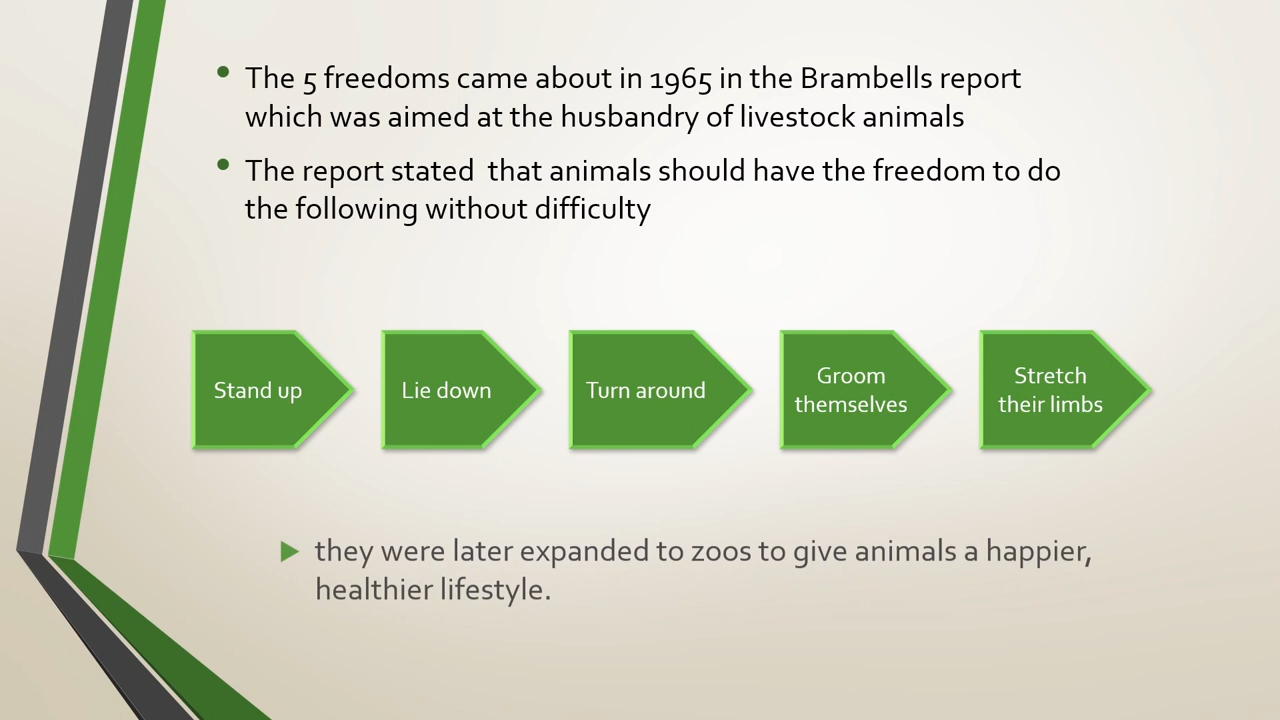 The 5 freedoms came about in 1965 in the Brambells report
which was aimed at the husbandry of livestock animals
The report stated  that animals should have the freedom to do
the following without difficulty
Stand up
Lie down
Turn around
Groom
themselves
Stretch
their limbs
they were later expanded to zoos to give animals a happier,
healthier lifestyle.